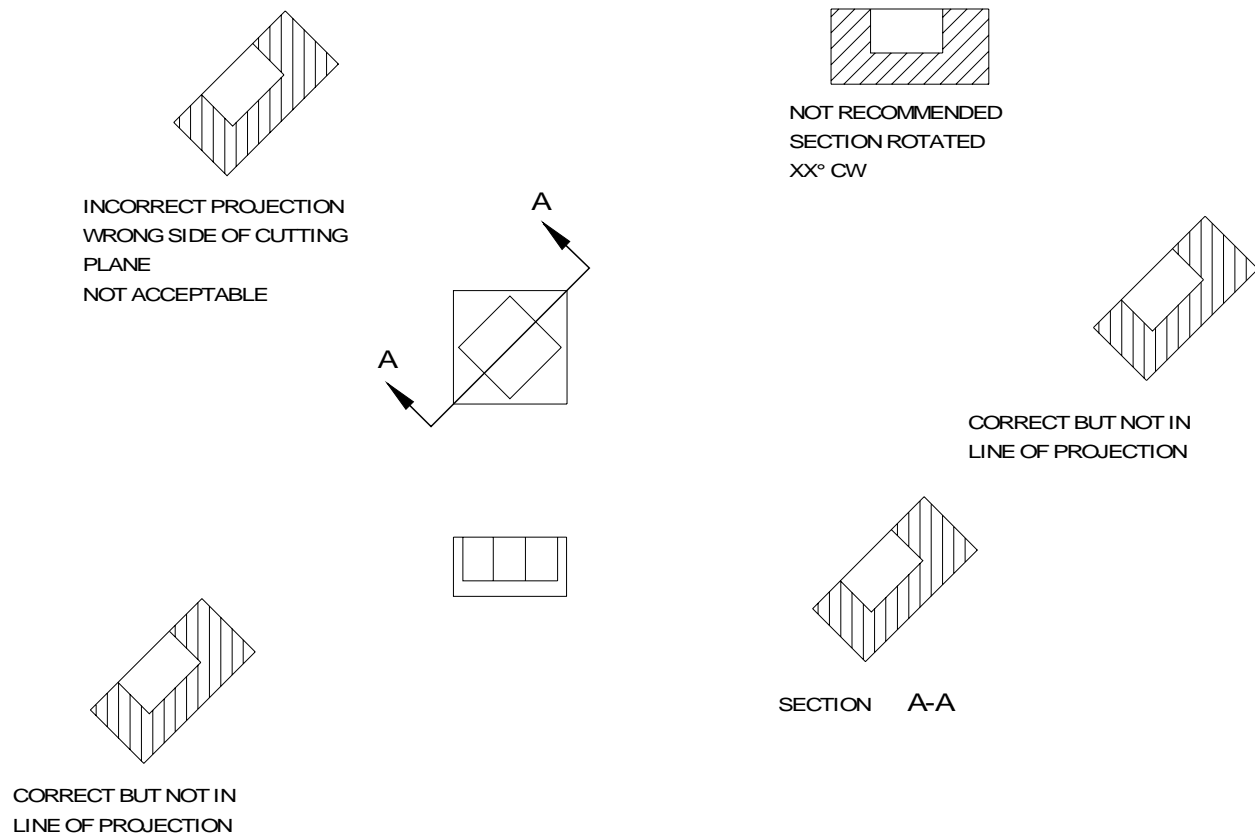 NOT RECOMMENDED
SECTION ROTATED
XX° CW
INCORRECT PROJECTION
WRONG SIDE OF CUTTING
PLANE
NOT ACCEPTABLE
A
A
CORRECT BUT NOT IN
LINE OF PROJECTION
SECTION A-A
CORRECT BUT NOT IN
LINE OF PROJECTION